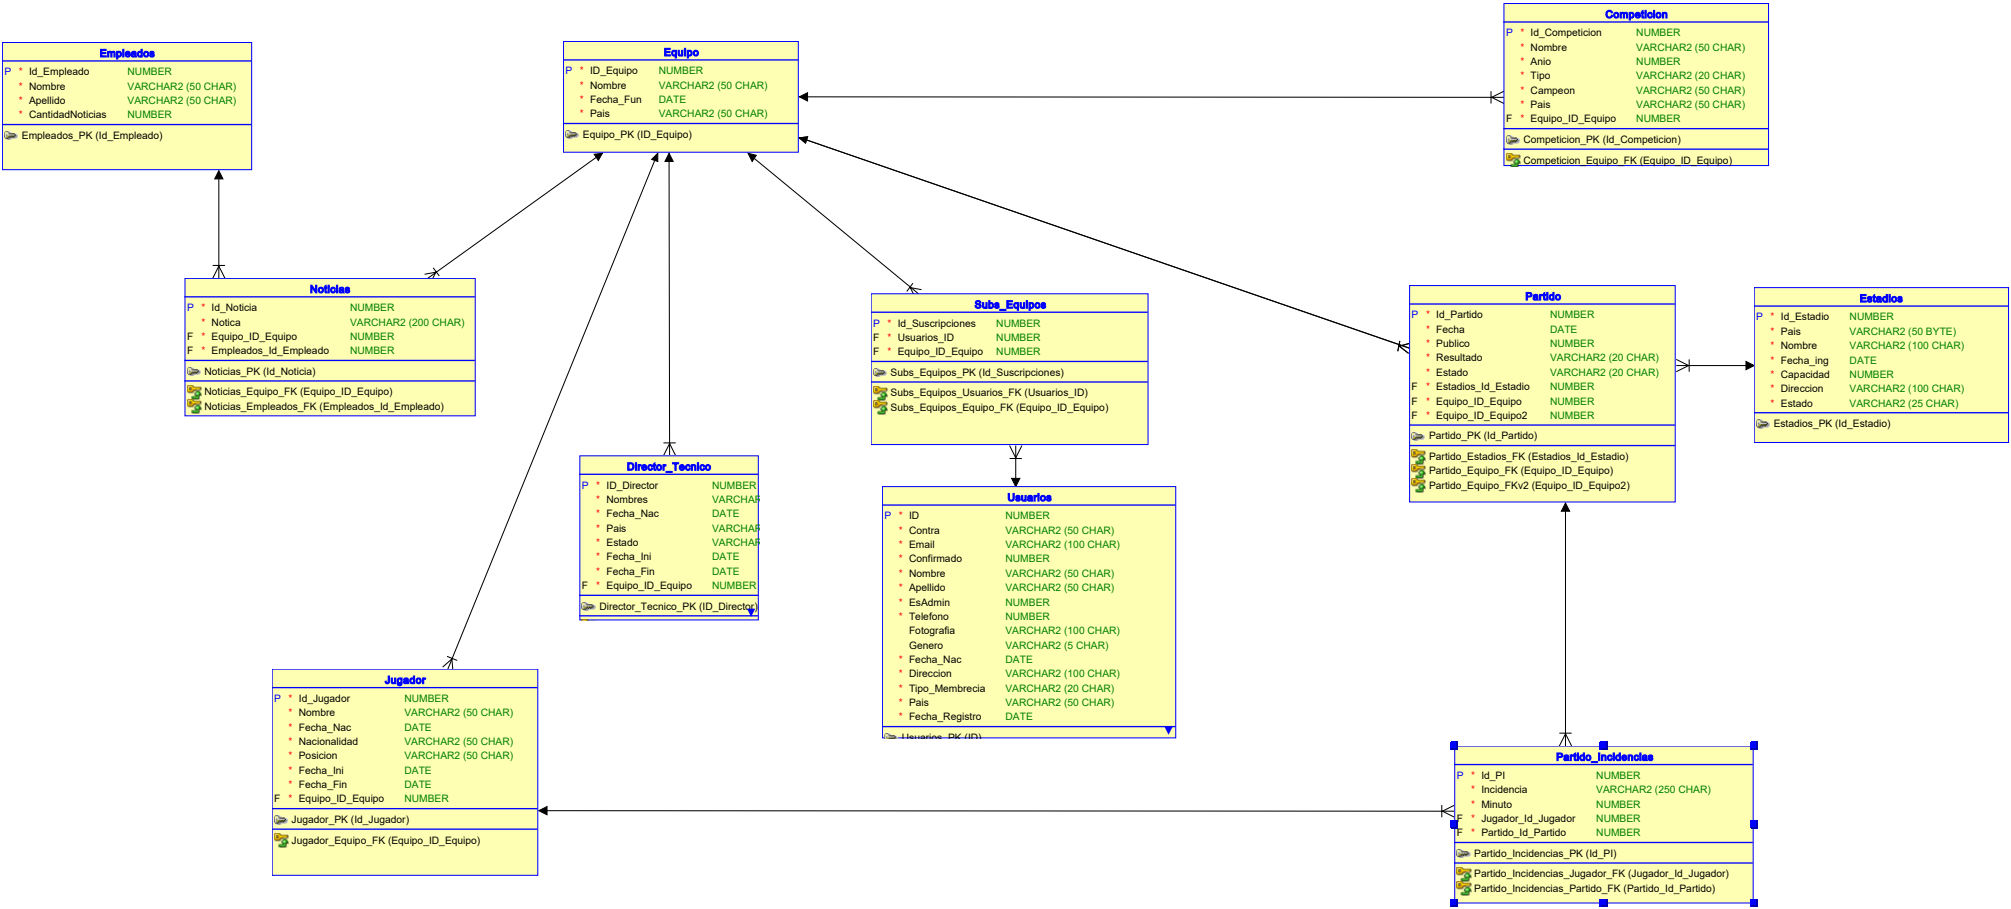 Empleados
P * Id_Empleado NUMBER
* Nombre VARCHAR2 (50 CHAR)
* Apellido VARCHAR2 (50 CHAR)
* CantidadNoticias NUMBER
Empleados_PK (Id_Empleado)
Equipo
P * ID_Equipo NUMBER
* Nombre VARCHAR2 (50 CHAR)
* Fecha_Fun DATE
* Pais VARCHAR2 (50 CHAR)
Equipo_PK (ID_Equipo)
Competicion
P * Id_Competicion NUMBER
* Nombre VARCHAR2 (50 CHAR)
* Anio NUMBER
* Tipo VARCHAR2 (20 CHAR)
* Campeon VARCHAR2 (50 CHAR)
* Pais VARCHAR2 (50 CHAR)
F * Equipo_ID_Equipo NUMBER
Competicion_PK (Id_Competicion)
Competicion_Equipo_FK (Equipo_ID_Equipo)
Noticias
P * Id_Noticia NUMBER
* Notica VARCHAR2 (200 CHAR)
F * Equipo_ID_Equipo NUMBER
F * Empleados_Id_Empleado NUMBER
Noticias_PK (Id_Noticia)
Noticias_Equipo_FK (Equipo_ID_Equipo)
Noticias_Empleados_FK (Empleados_Id_Empleado)
Subs_Equipos
P * Id_Suscripciones NUMBER
F * Usuarios_ID NUMBER
F * Equipo_ID_Equipo NUMBER
Subs_Equipos_PK (Id_Suscripciones)
Subs_Equipos_Usuarios_FK (Usuarios_ID)
Subs_Equipos_Equipo_FK (Equipo_ID_Equipo)
Partido
P * Id_Partido NUMBER
* Fecha DATE
* Publico NUMBER
* Resultado VARCHAR2 (20 CHAR)
* Estado VARCHAR2 (20 CHAR)
F * Estadios_Id_Estadio NUMBER
F * Equipo_ID_Equipo NUMBER
F * Equipo_ID_Equipo2 NUMBER
Partido_PK (Id_Partido)
Partido_Estadios_FK (Estadios_Id_Estadio)
Partido_Equipo_FK (Equipo_ID_Equipo)
Partido_Equipo_FKv2 (Equipo_ID_Equipo2)
Estadios
P * Id_Estadio NUMBER
* Pais VARCHAR2 (50 BYTE)
* Nombre VARCHAR2 (100 CHAR)
* Fecha_ing DATE
* Capacidad NUMBER
* Direccion VARCHAR2 (100 CHAR)
* Estado VARCHAR2 (25 CHAR)
Estadios_PK (Id_Estadio)
Director_Tecnico
P * ID_Director NUMBER
* Nombres VARCHAR
* Fecha_Nac DATE
* Pais VARCHAR
* Estado VARCHAR
* Fecha_Ini DATE
* Fecha_Fin DATE
F * Equipo_ID_Equipo NUMBER
Director_Tecnico_PK (ID_Director)
Usuarios
P * ID NUMBER
* Contra VARCHAR2 (50 CHAR)
* Email VARCHAR2 (100 CHAR)
* Confirmado NUMBER
* Nombre VARCHAR2 (50 CHAR)
* Apellido VARCHAR2 (50 CHAR)
* EsAdmin NUMBER
* Telefono NUMBER
Fotografia VARCHAR2 (100 CHAR)
Genero VARCHAR2 (5 CHAR)
* Fecha_Nac DATE
* Direccion VARCHAR2 (100 CHAR)
* Tipo_Membrecia VARCHAR2 (20 CHAR)
* Pais VARCHAR2 (50 CHAR)
* Fecha_Registro DATE
Usuarios_PK (ID)
Jugador
P * Id_Jugador NUMBER
* Nombre VARCHAR2 (50 CHAR)
* Fecha_Nac DATE
* Nacionalidad VARCHAR2 (50 CHAR)
* Posicion VARCHAR2 (50 CHAR)
* Fecha_Ini DATE
* Fecha_Fin DATE
F * Equipo_ID_Equipo NUMBER
Jugador_PK (Id_Jugador)
Jugador_Equipo_FK (Equipo_ID_Equipo)
Partido_Incidencias
P * Id_PI NUMBER
* Incidencia VARCHAR2 (250 CHAR)
* Minuto NUMBER
F * Jugador_Id_Jugador NUMBER
F * Partido_Id_Partido NUMBER
Partido_Incidencias_PK (Id_PI)
Partido_Incidencias_Jugador_FK (Jugador_Id_Jugador)
Partido_Incidencias_Partido_FK (Partido_Id_Partido)